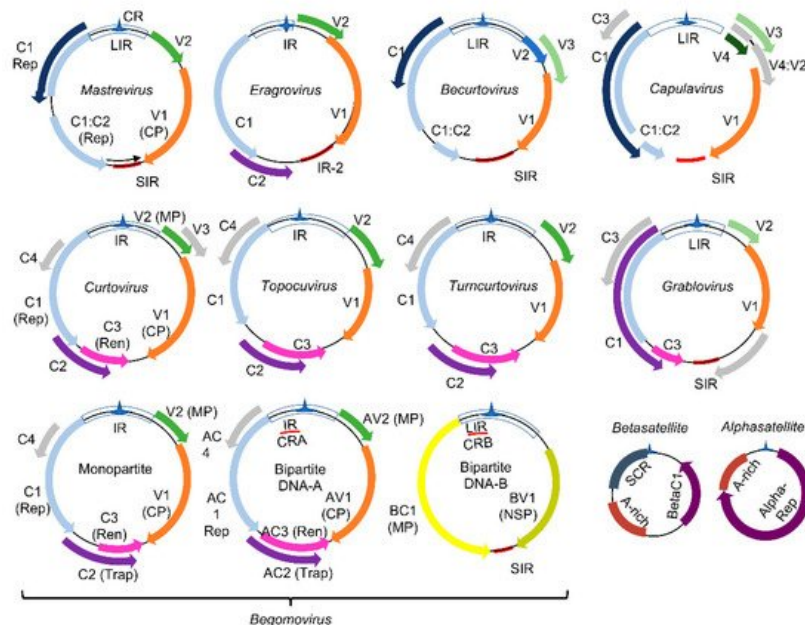 CR
LIR
C1
Rep
V2
Mastrevirus
C1:C2
(Rep)
V1
(CP)
SIR
V2
IR
Eragrovirus
C1
V1
C2
IR-2
C1
LIR
V2
V3
Becurtovirus
V1
C1:C2
SIR
C3
C1
LIR
V3
V4
V4:V2
Capulavirus
V1
C1:C2
SIR
V2 (MP)
V3
IR
C4
Curtovirus
C1
(Rep)
V1
(CP)
C3
(Ren)
C2
C4
V2
IR
Topocuvirus
C1
V1
C3
C2
C4
V2
IR
Turncurtovirus
C1
V1
C3
C2
C3
V2
LIR
Grablovirus
V1
C1
C3
SIR
V2 (MP)
IR
C4
Monopartite
C1
(Rep)
V1
(CP)
C3
(Ren)
C2 (Trap)
AC
4
IR
CRA
AV2 (MP)
Bipartite
DNA-A
AC
1
Rep
AV1
(CP)
AC3 (Ren)
AC2 (Trap)
LIR
CRB
Bipartite
DNA-B
BC1
(MP)
BV1
(NSP)
SIR
Betasatellite
SCR
A-rich
BetaC1
Alphasatellite
A-rich
Alpha-
Rep
Begomovirus